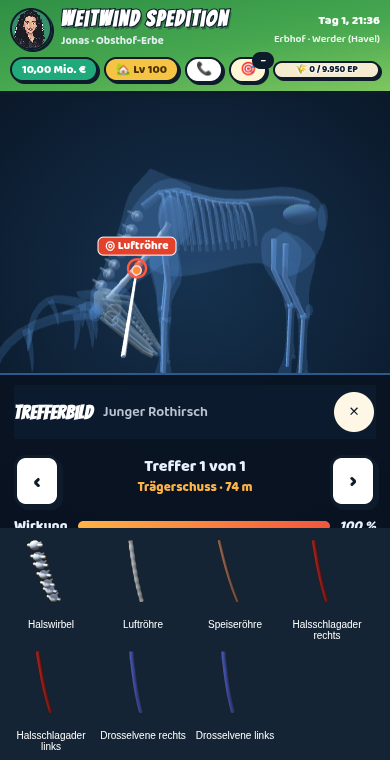 WEITWIND SPEDITION
Jonas · Obsthof-Erbe
Tag 1, 21:36
Erbhof · Werder (Havel)
10,00 Mio. €
Lv 100
–
0 / 9.950 EP
Luftröhre
TREFFERBILD Junger Rothirsch
×
‹
Treffer 1 von 1
›
Trägerschuss · 74 m
Wirkung 100 %
Halswirbel
Luftröhre
Speiseröhre
Halsschlagader rechts
Halsschlagader links
Drosselvene rechts
Drosselvene links